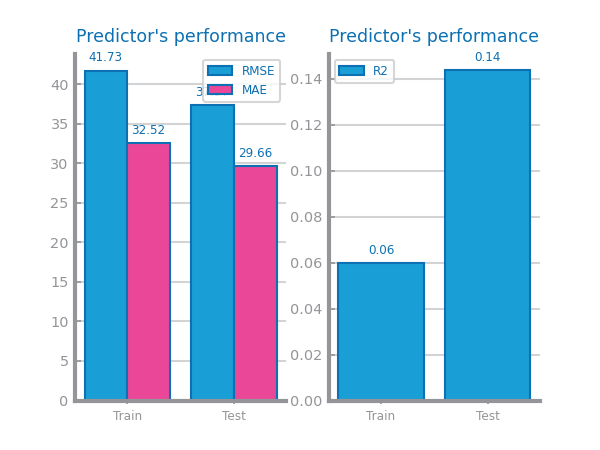 Predictor's performance
41.73
32.52
29.66
RMSE
MAE
40
35
30
25
20
15
10
5
0
Train
Test
Predictor's performance
0.14
0.06
R2
0.14
0.12
0.10
0.08
0.06
0.04
0.02
0.00
Train
Test